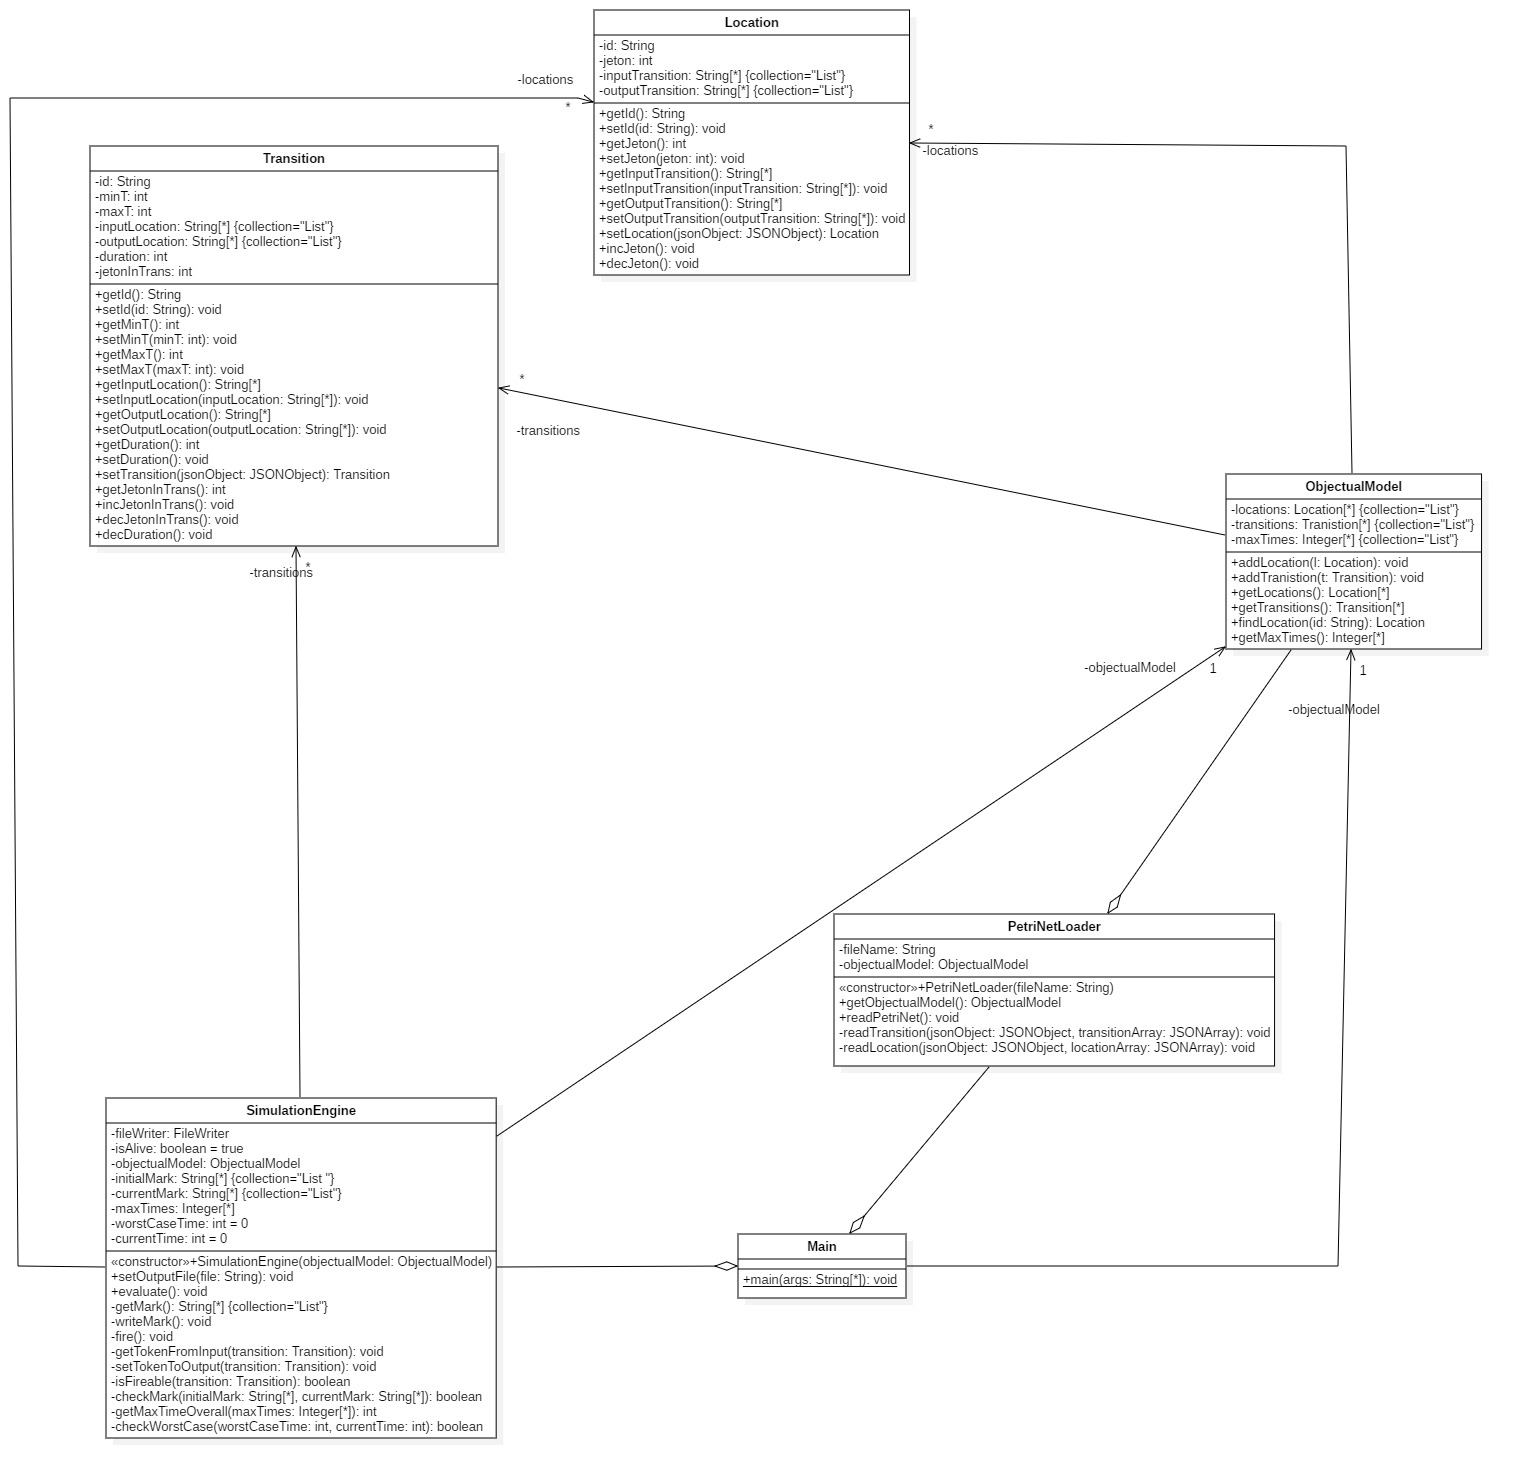 Location
-id: String
-jeton: int
-inputTransition: String[*] {collection="List"}
-outputTransition: String[*] {collection="List"}
+getId(): String
+setId(id: String): void
+getJeton(): int
+setJeton(jeton: int): void
+getInputTransition(): String[*]
+setInputTransition(inputTransition: String[*]): void
+getOutputTransition(): String[*]
+setOutputTransition(outputTransition: String[*]): void
+setLocation(jsonObject: JSONObject): Location
+incJeton(): void
+decJeton(): void
-locations
*
*
-locations
Transition
-id: String
-minT: int
-maxT: int
-inputLocation: String[*] {collection="List"}
-outputLocation: String[*] {collection="List"}
-duration: int
-jetonInTrans: int
+getId(): String
+setId(id: String): void
+getMinT(): int
+setMinT(minT: int): void
+getMaxT(): int
+setMaxT(maxT: int): void
+getInputLocation(): String[*]
+setInputLocation(inputLocation: String[*]): void
+getOutputLocation(): String[*]
+setOutputLocation(outputLocation: String[*]): void
+getDuration(): int
+setDuration(): void
+setTransition(jsonObject: JSONObject): Transition
+getJetonInTrans(): int
+incJetonInTrans(): void
+decJetonInTrans(): void
+decDuration(): void
*
-transitions
*
-transitions
ObjectualModel
-locations: Location[*] {collection="List"}
-transitions: Tranistion[*] {collection="List"}
-maxTimes: Integer[*] {collection="List"}
+addLocation(l: Location): void
+addTranistion(t: Transition): void
+getLocations(): Location[*]
+getTransitions(): Transition[*]
+findLocation(id: String): Location
+getMaxTimes(): Integer[*]
-objectualModel
1
1
-objectualModel
PetriNetLoader
-fileName: String
-objectualModel: ObjectualModel
«constructor»+PetriNetLoader(fileName: String)
+getObjectualModel(): ObjectualModel
+readPetriNet(): void
-readTransition(jsonObject: JSONObject, transitionArray: JSONArray): void
-readLocation(jsonObject: JSONObject, locationArray: JSONArray): void
SimulationEngine
-fileWriter: FileWriter
-isAlive: boolean = true
-objectualModel: ObjectualModel
-initialMark: String[*] {collection="List "}
-currentMark: String[*] {collection="List"}
-maxTimes: Integer[*]
-worstCaseTime: int = 0
-currentTime: int = 0
«constructor»+SimulationEngine(objectualModel: ObjectualModel)
+setOutputFile(file: String): void
+evaluate(): void
-getMark(): String[*] {collection="List"}
-writeMark(): void
-fire(): void
-getTokenFromInput(transition: Transition): void
-setTokenToOutput(transition: Transition): void
-isFireable(transition: Transition): boolean
-checkMark(initialMark: String[*], currentMark: String[*]): boolean
-getMaxTimeOverall(maxTimes: Integer[*]): int
-checkWorstCase(worstCaseTime: int, currentTime: int): boolean
Main
+main(args: String[*]): void